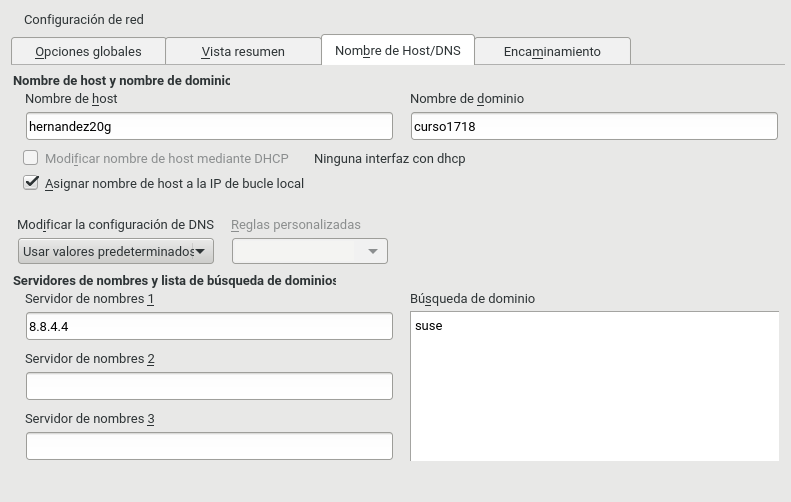 Configuración de red
Opciones globales
Vista resumen
Nombre de Host/DNS
Encaminamiento
Nombre de host y nombre de dominic
Nombre de host
Nombre de dominio
hernandez20g
curso1718
Modificar nombre de host mediante DHCP
Ninguna interfaz con dhcp
Asignar nombre de host a la IP de bucle local
Modificar la configuración de DNS
Reglas personalizadas
Usar valores predeterminados
Servidores de nombres y lista de búsqueda de dominios
Servidor de nombres 1
Búsqueda de dominio
8.8.4.4
suse
Servidor de nombres 2
Servidor de nombres 3